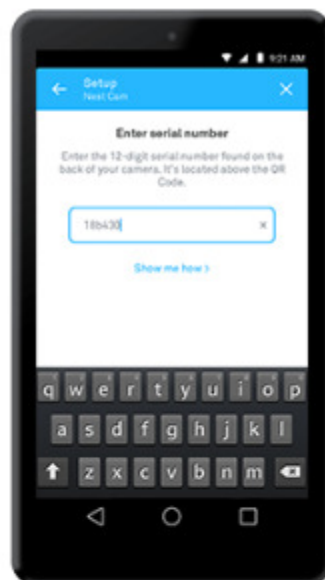 9:21 AM
Setup
Nest Cam
Enter serial number
Enter the 12-digit serial number found on the
back of your camera. It's located above the QR
Code.
18b430
Show me how
q w e r t y u i o p
a s d f g h j k l
z x c v b n m